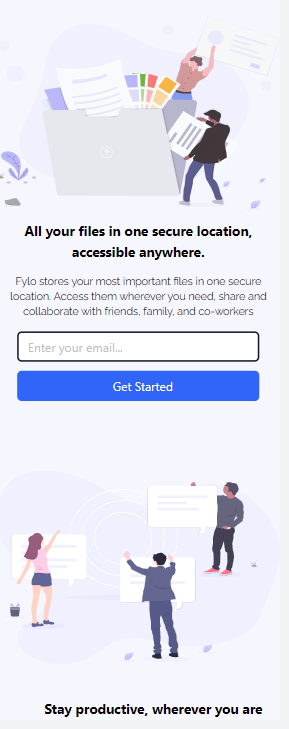 All your files in one secure location,
accessible anywhere.
Fylo stores your most important files in one secure
location. Access them wherever you need, share and
collaborate with friends, family, and co-workers
Enter your email...
Get Started
Stay productive, wherever you are